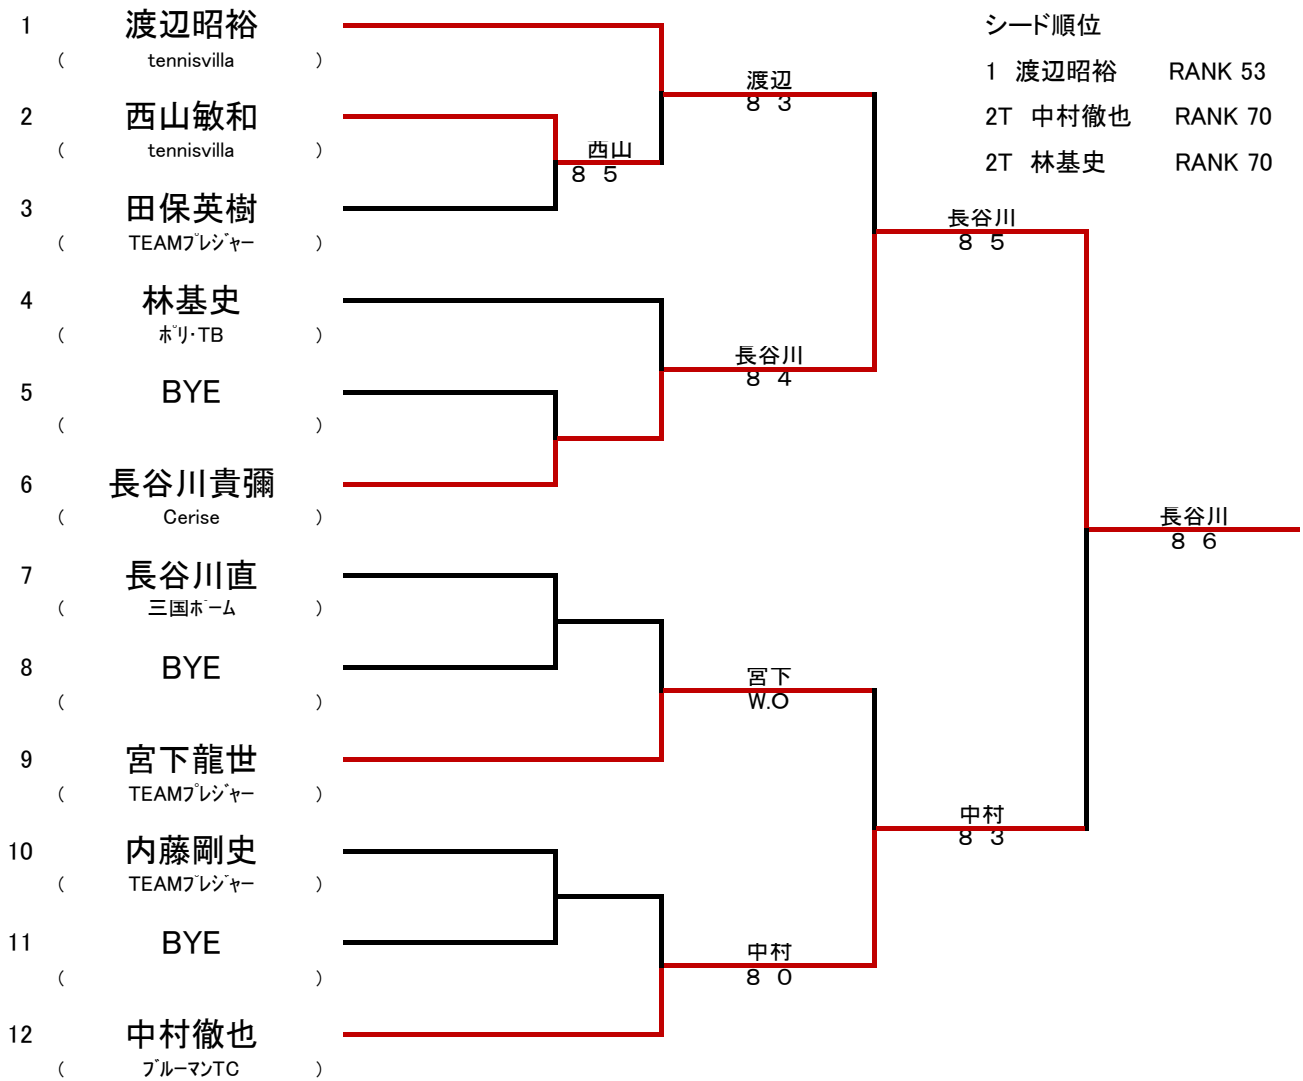 1 渡辺昭裕
( tennisvilla )
2 西山敏和
( tennisvilla )
3 田保英樹
( TEAMﾌﾟﾚｼﾞｬｰ )
4 林基史
( ﾎﾟﾘ･TB )
5 BYE
( )
6 長谷川貴彌
( Cerise )
7 長谷川直
( 三国ﾎｰﾑ )
8 BYE
( )
9 宮下龍世
( TEAMﾌﾟﾚｼﾞｬｰ )
10 内藤剛史
( TEAMﾌﾟﾚｼﾞｬｰ )
11 BYE
( )
12 中村徹也
( ﾌﾞﾙｰﾏﾝTC )
西山
8 5
渡辺
8 3
長谷川
8 4
宮下
W.O
中村
8 0
長谷川
8 5
中村
8 3
長谷川
8 6
シード順位
1 渡辺昭裕 RANK 53
2T 中村徹也 RANK 70
2T 林基史 RANK 70